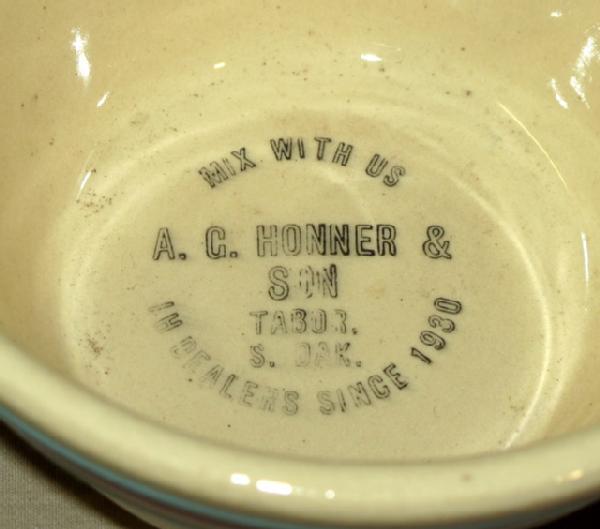 MIX WITH US
A. C. HONNER &
SON
TABOR.
S. DAK.
IH DEALERS SINCE 1930